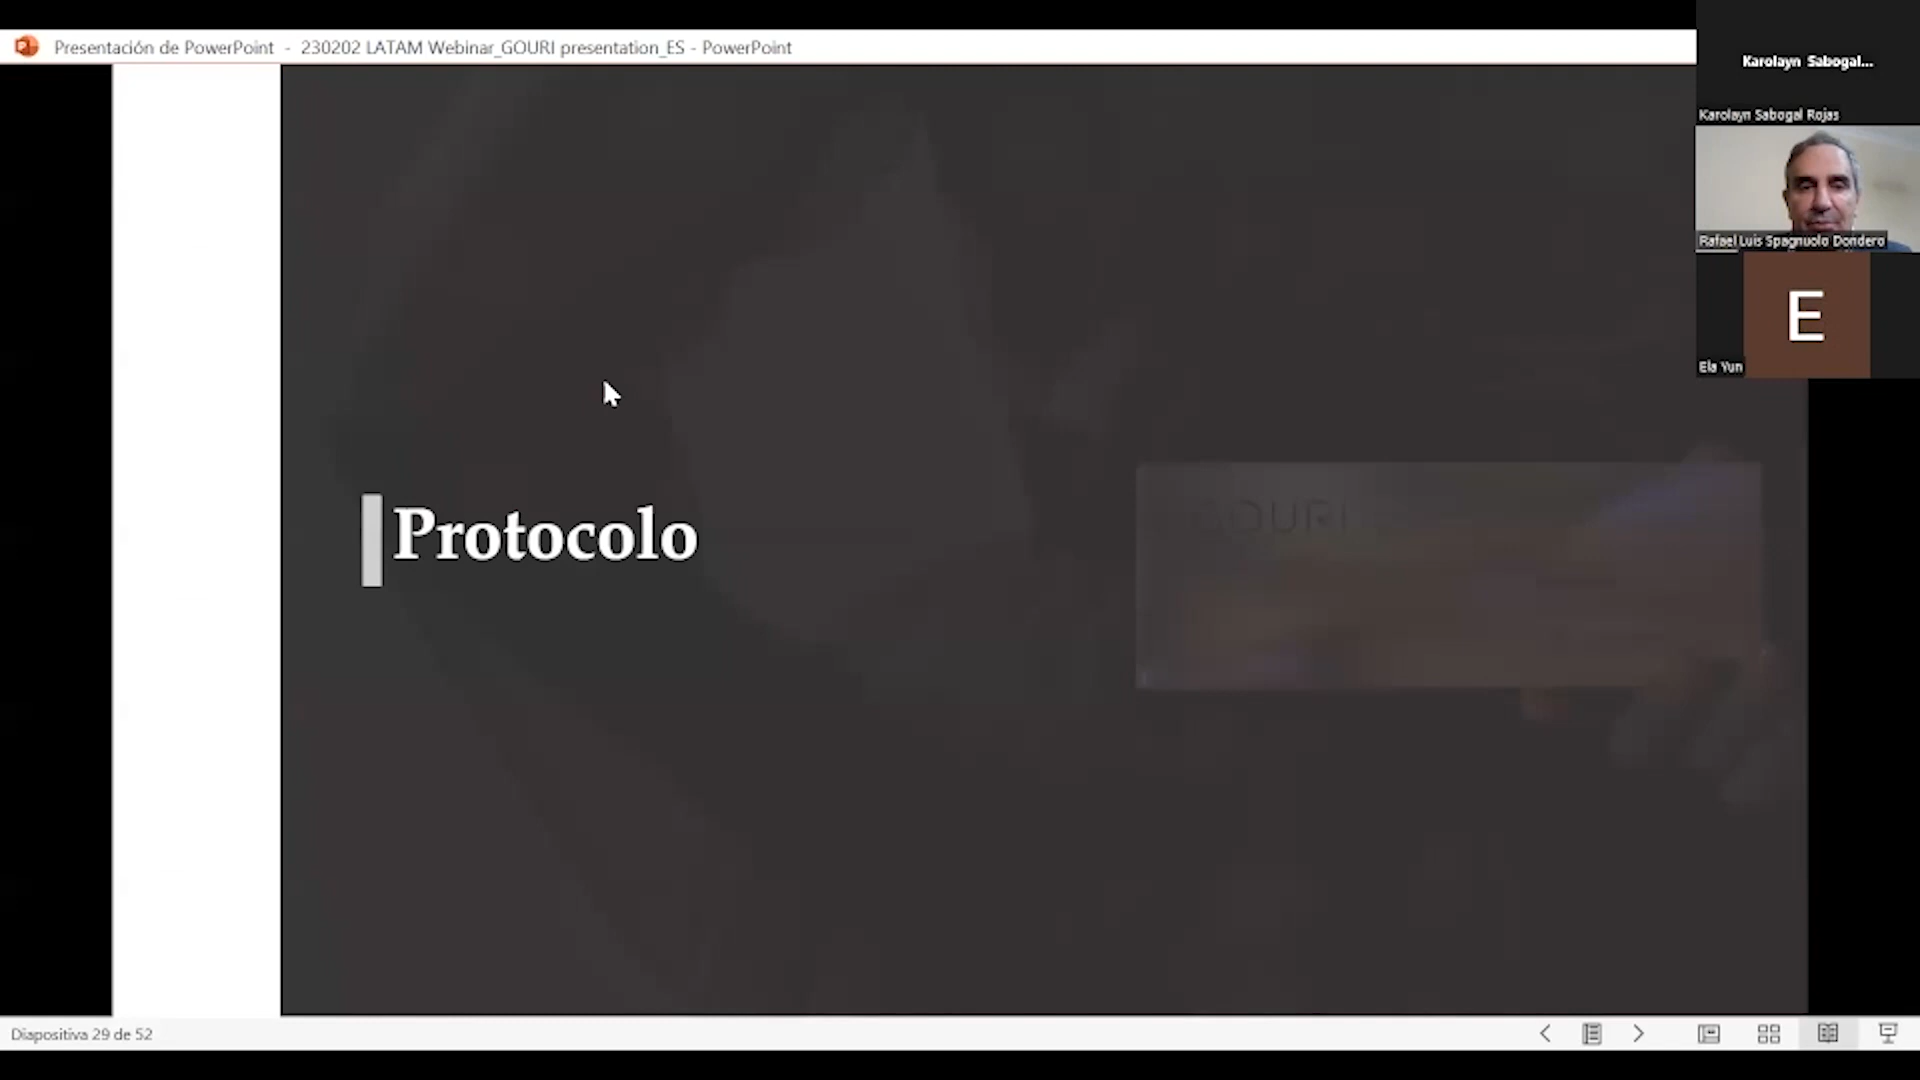 Presentación de PowerPoint - 230202 LATAM Webinar_GOURI presentation_ES - PowerPoint
Karolayn Sabogal...
Karolayn Sabogal Rojas
Rafael Luis Spagnuolo Dondero
E
Ela Yun
GOURI
Protocolo
Diapositiva 29 de 52